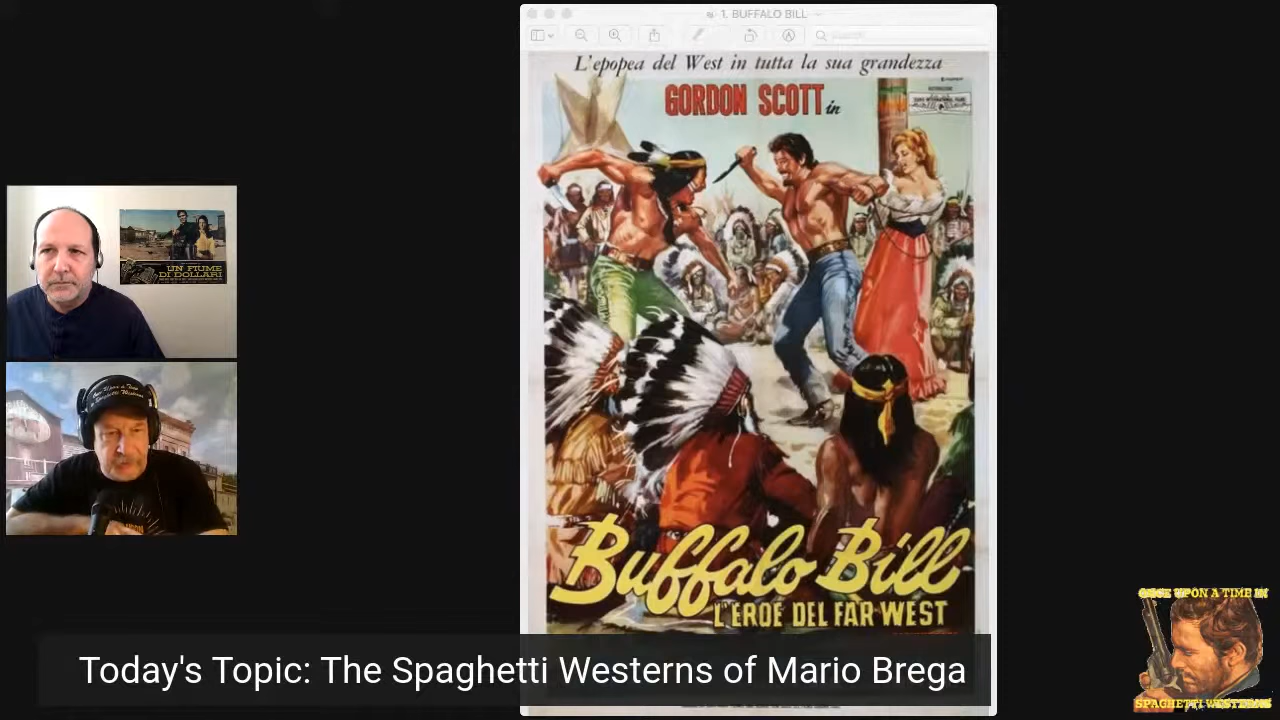 1. BUFFALO BILL
Search
L'epopea del West in tutta la sua grandezza
GORDON SCOTT in
UN FIUME
DI DOLLARI
Buffalo Bill
L'EROE DEL FAR WEST
Today's Topic: The Spaghetti Westerns of Mario Brega
ONCE UPON A TIME IN
SPAGHETTI WESTERNS